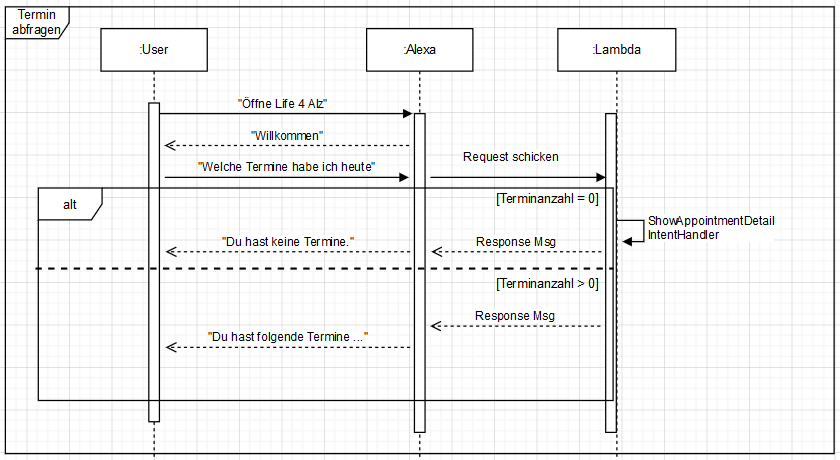 Termin
abfragen
:User
:Alexa
:Lambda
"Öffne Life 4 Alz"
"Willkommen"
"Welche Termine habe ich heute"
Request schicken
alt
[Terminanzahl = 0]
ShowAppointmentDetail
IntentHandler
"Du hast keine Termine."
Response Msg
[Terminanzahl > 0]
Response Msg
"Du hast folgende Termine ..."